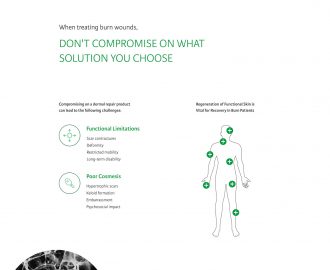 When treating burn wounds,
DON'T COMPROMISE ON WHAT
SOLUTION YOU CHOOSE
Compromising on a dermal repair product
can lead to the following challenges:
Functional Limitations
Scar contractures
Deformity
Restricted mobility
Long-term disability
Poor Cosmesis
Hypertrophic scars
Keloid formation
Embarrassment
Psychosocial impact
Regeneration of Functional Skin is
Vital for Recovery in Burn Patients